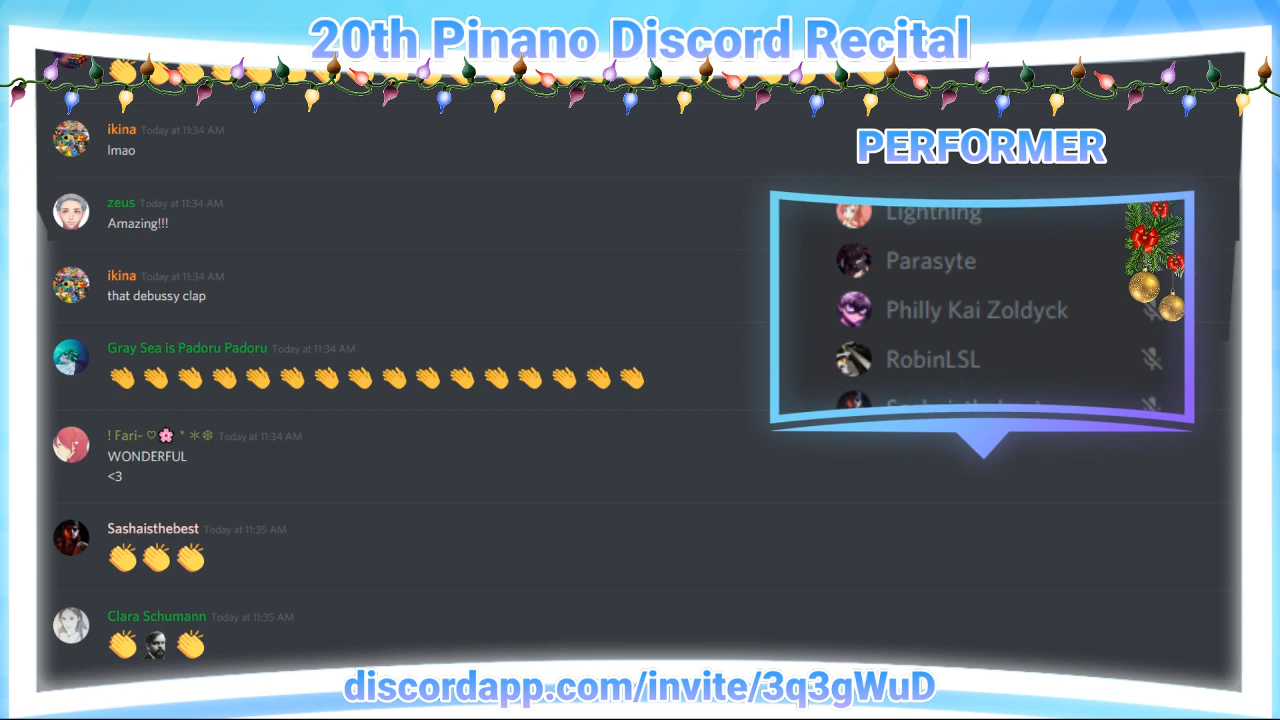 20th Pinano Discord Recital
ikina Today at 11:34 AM
lmao
zeus Today at 11:34 AM
Amazing!!!
ikina Today at 11:34 AM
that debussy clap
Gray Sea is Padoru Padoru Today at 11:34 AM
! Fari~ ♡🌸 * ✳❄ Today at 11:34 AM
WONDERFUL
<3
Sashaisthebest Today at 11:35 AM
Clara Schumann Today at 11:35 AM
PERFORMER
Lightning
Parasyte
Philly Kai Zoldyck
RobinLSL
discordapp.com/invite/3q3gWuD